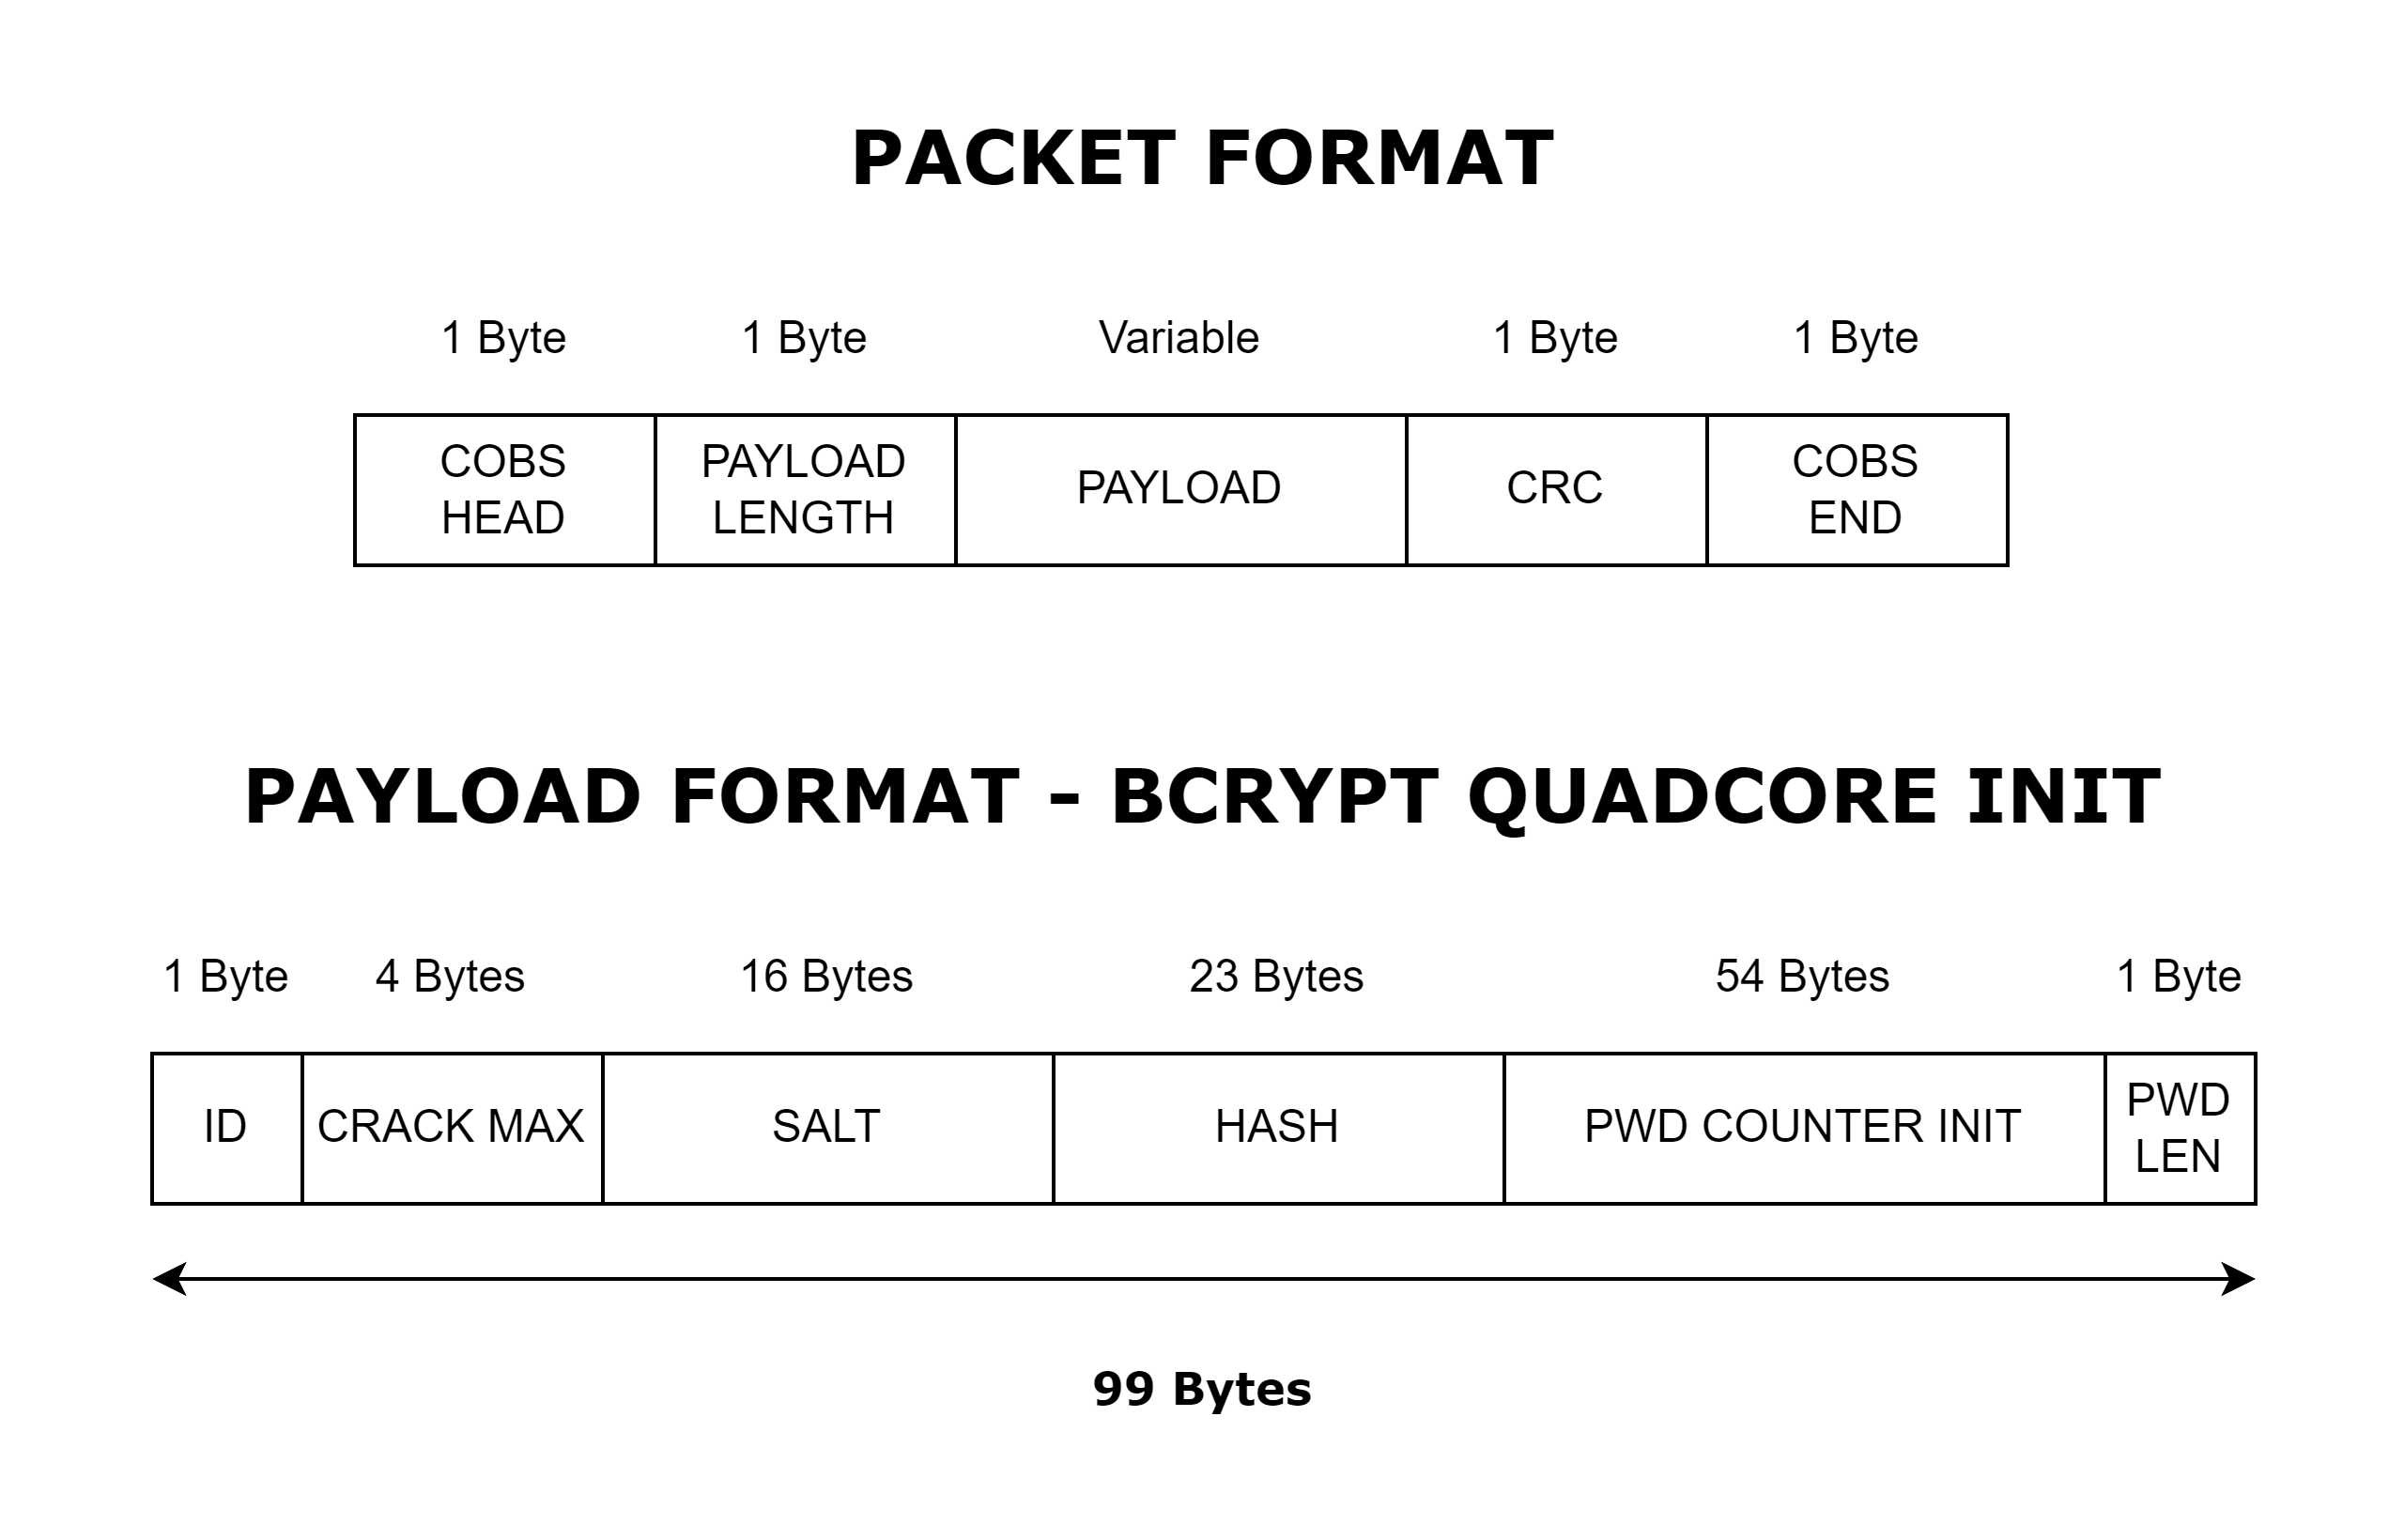 PACKET FORMAT
1 Byte 1 Byte Variable 1 Byte 1 Byte
COBS HEAD
PAYLOAD LENGTH
PAYLOAD
CRC
COBS END
PAYLOAD FORMAT - BCRYPT QUADCORE INIT
1 Byte 4 Bytes 16 Bytes 23 Bytes 54 Bytes 1 Byte
ID
CRACK MAX
SALT
HASH
PWD COUNTER INIT
PWD LEN
99 Bytes